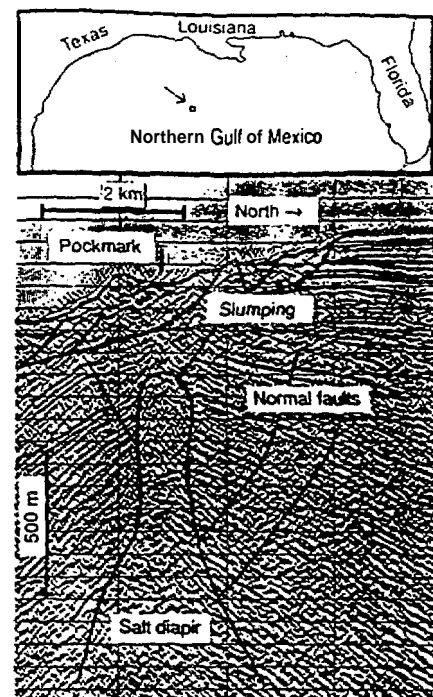 Louisiana
Texas
Florida
Northern Gulf of Mexico
2 km
North →
Pockmark
Slumping
Normal faults
500 m
Salt diapir